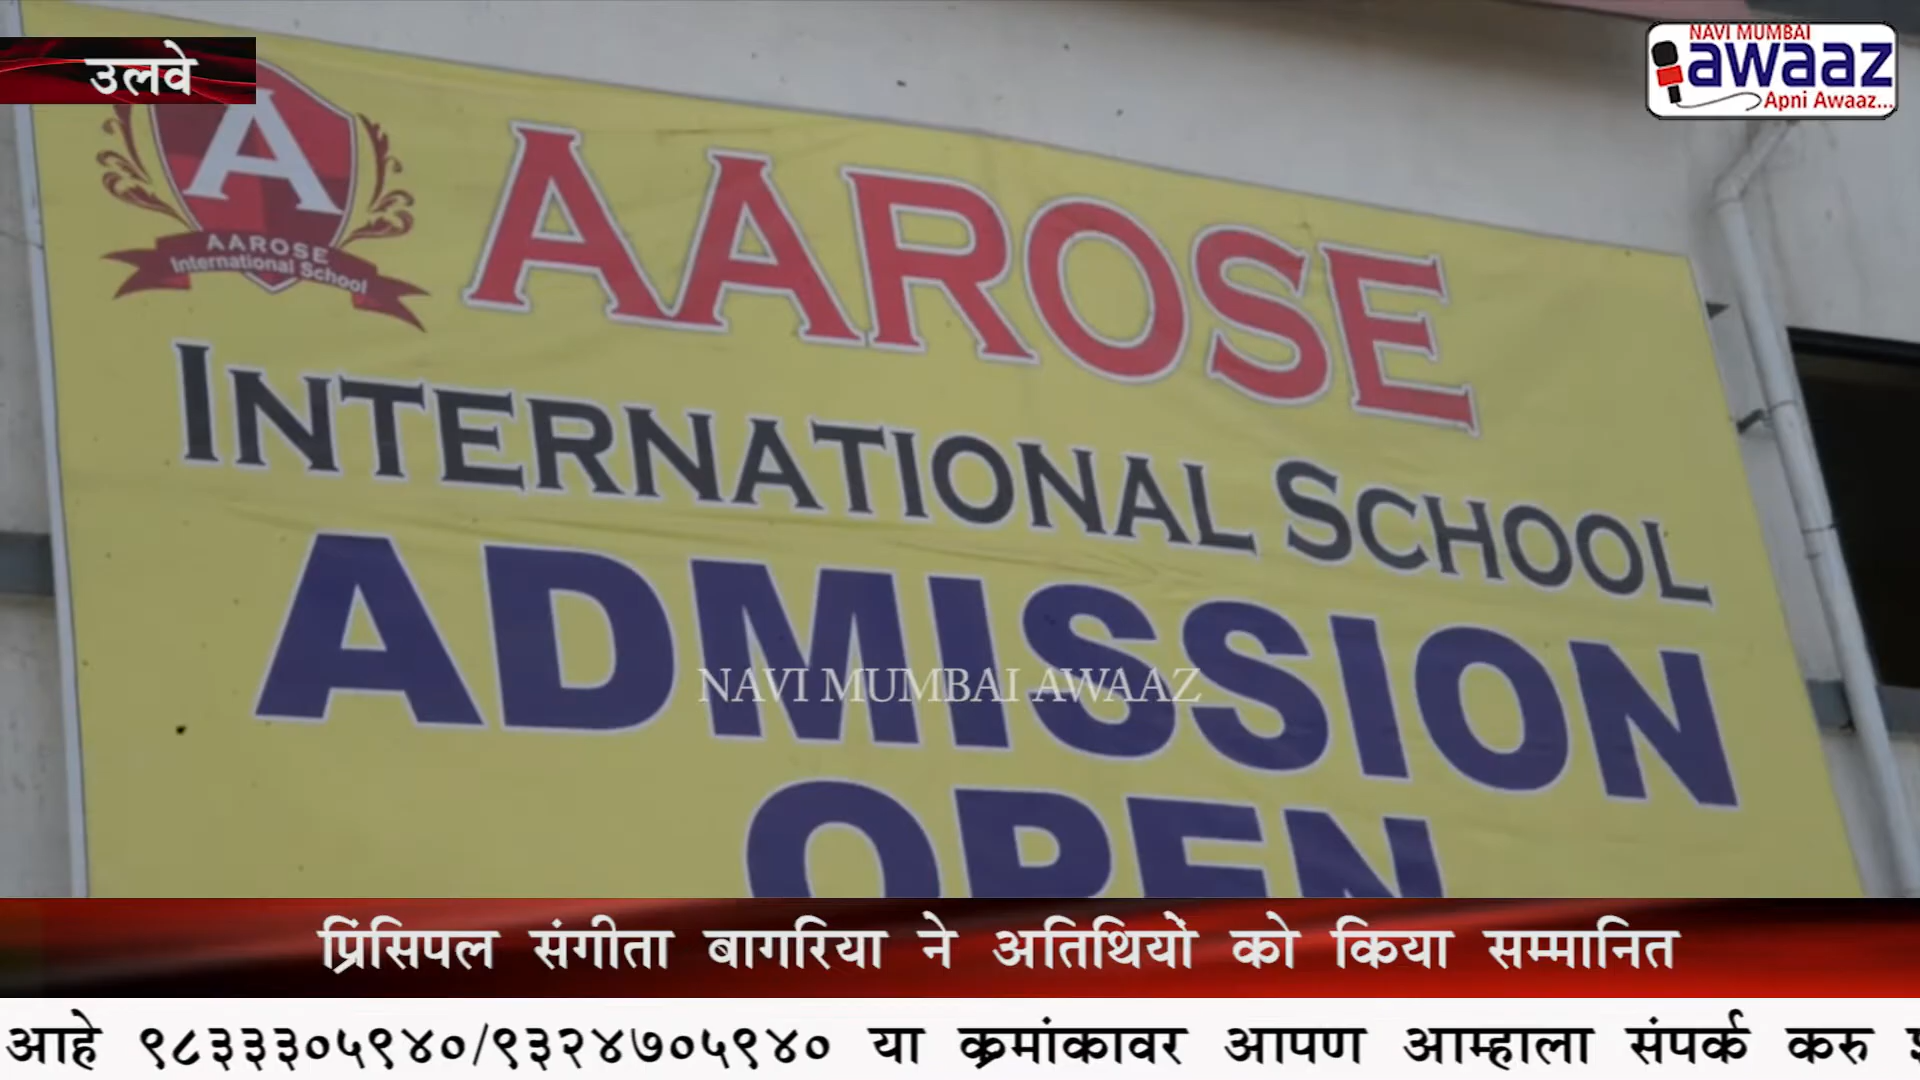 उलवे
NAVI MUMBAI
awaaz
Apni Awaaz...
A
AAROSE
International School
AAROSE
INTERNATIONAL SCHOOL
ADMISSION
NAVI MUMBAI AWAAZ
OPEN
प्रिंसिपल संगीता बागरिया ने अतिथियों को किया सम्मानित
आहे ९८३३३०५९४०/९३२४७०५९४० या क्रमांकावर आपण आम्हाला संपर्क करु